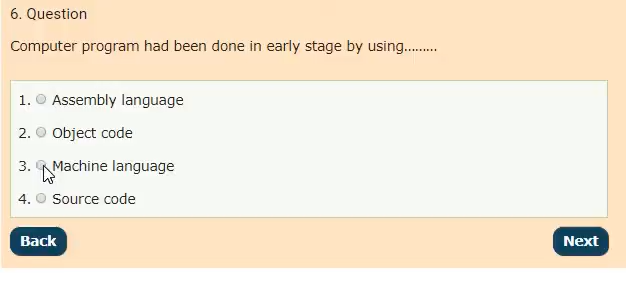 6. Question
Computer program had been done in early stage by using.........
1. Assembly language
2. Object code
3. Machine language
4. Source code
Back Next